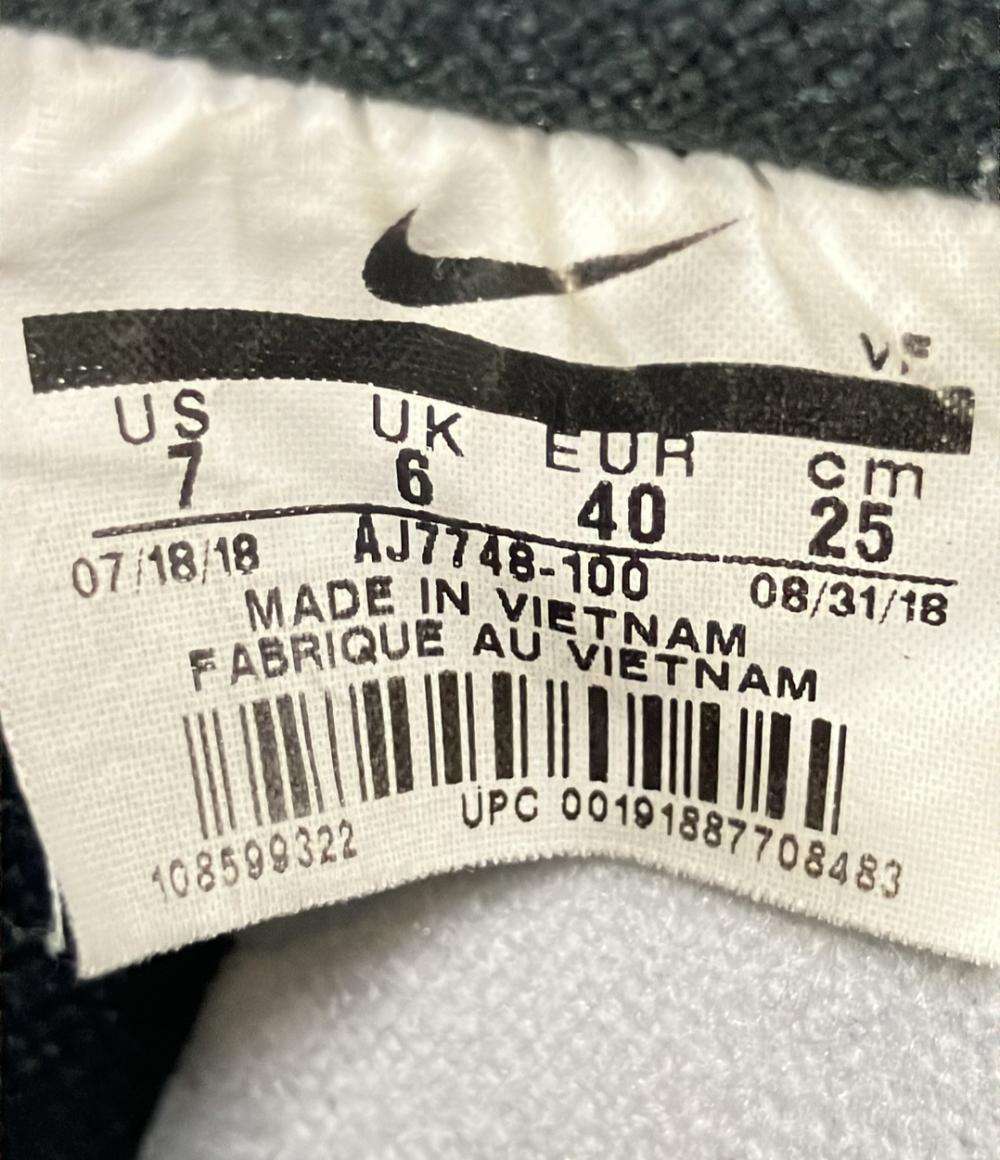 VF
US UK EUR cm
7 6 40 25
07/18/18 AJ7748-100 08/31/18
MADE IN VIETNAM
FABRIQUE AU VIETNAM
108599322 UPC 00191887708483